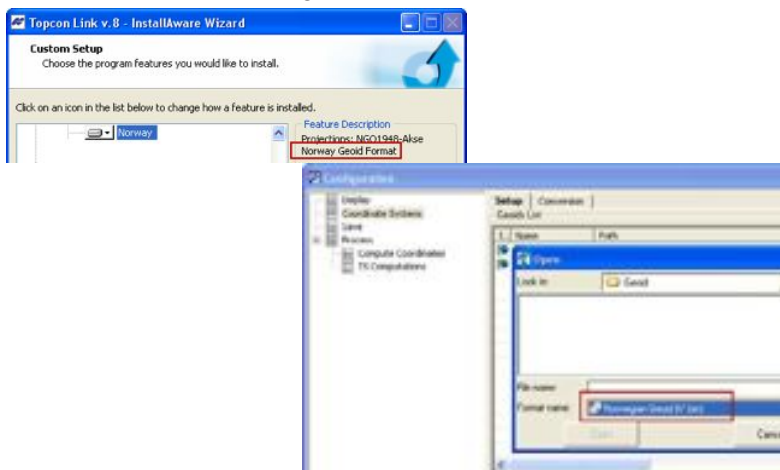 Topcon Link v.8 - InstallAware Wizard
Custom Setup
Choose the program features you would like to install.
Click on an icon in the list below to change how a feature is installed.
Norway
Feature Description
Projections: NGO1948-Akse
Norway Geoid Format
Configuration
Display
Coordinate Systems
Save
Process
Compute Coordinates
TS Computations
Setup
Conversion
Geoids List
Name
Path
Open
Look in
Geoid
File name
Format name
Norwegian Geoid
Open